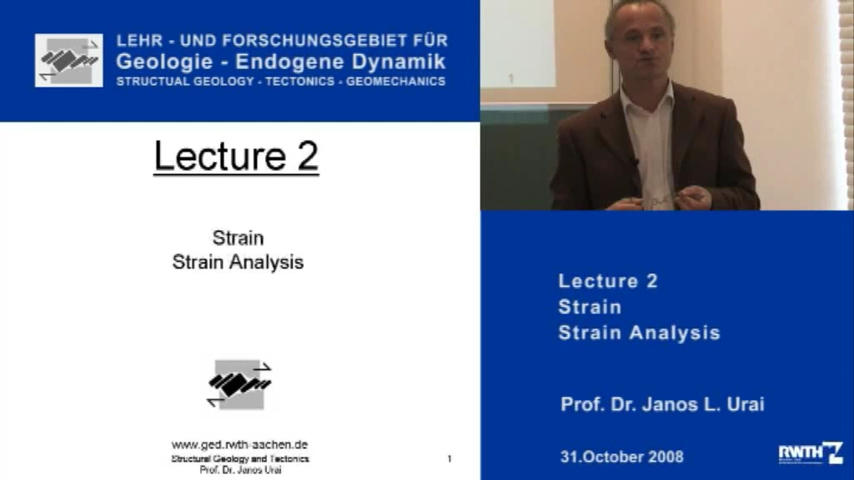 LEHR - UND FORSCHUNGSGEBIET FÜR
Geologie - Endogene Dynamik
STRUCTUAL GEOLOGY - TECTONICS - GEOMECHANICS
Lecture 2
Strain
Strain Analysis
www.ged.rwth-aachen.de
Structural Geology and Tectonics
Prof. Dr. Janos Urai
1
1
Lecture 2
Strain
Strain Analysis
Prof. Dr. Janos L. Urai
31.October 2008
RWTH